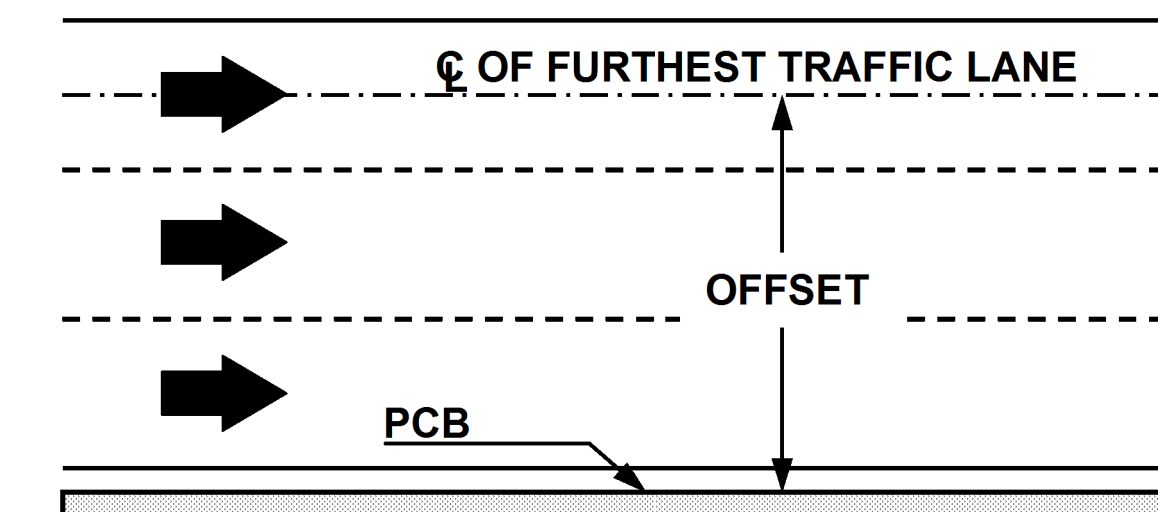 ℄ OF FURTHEST TRAFFIC LANE
OFFSET
PCB